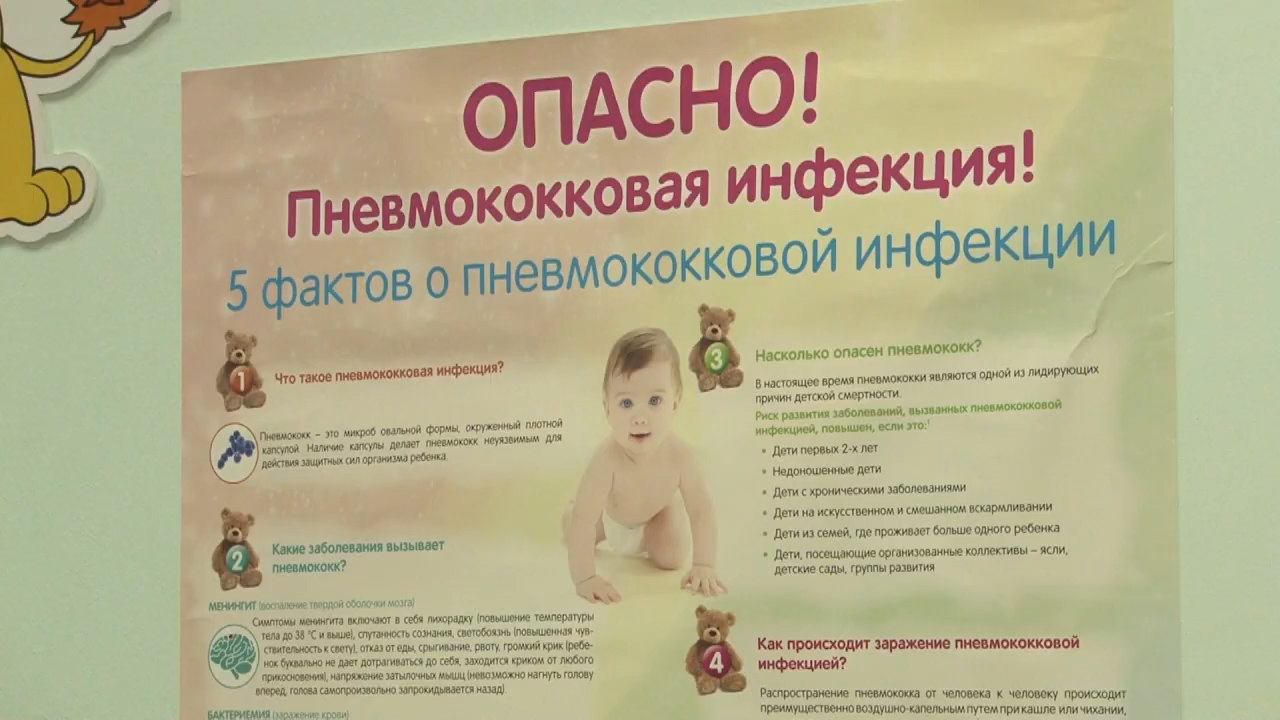 ОПАСНО!
Пневмококковая инфекция!
5 фактов о пневмококковой инфекции
1
Что такое пневмококковая инфекция?
Пневмококк – это микроб овальной формы, окруженный плотной
капсулой. Наличие капсулы делает пневмококк неуязвимым для
действия защитных сил организма ребенка.
2
Какие заболевания вызывает
пневмококк?
МЕНИНГИТ (воспаление твердой оболочки мозга)
Симптомы менингита включают в себя лихорадку (повышение температуры
тела до 38 °С и выше), спутанность сознания, светобоязнь (повышенная чув-
ствительность к свету), отказ от еды, срыгивание, рвоту, громкий крик (ребе-
нок буквально не дает дотрагиваться до себя, заходится криком от любого
прикосновения), напряжение затылочных мышц (невозможно нагнуть голову
вперед, голова самопроизвольно запрокидывается назад).
БАКТЕРИЕМИЯ (заражение крови)
3
Насколько опасен пневмококк?
В настоящее время пневмококки являются одной из лидирующих
причин детской смертности.
Риск развития заболеваний, вызванных пневмококковой
инфекцией, повышен, если это:¹
• Дети первых 2-х лет
• Недоношенные дети
• Дети с хроническими заболеваниями
• Дети на искусственном и смешанном вскармливании
• Дети из семей, где проживает больше одного ребенка
• Дети, посещающие организованные коллективы – ясли,
детские сады, группы развития
4
Как происходит заражение пневмококковой
инфекцией?
Распространение пневмококка от человека к человеку происходит
преимущественно воздушно-капельным путем при кашле или чихании,